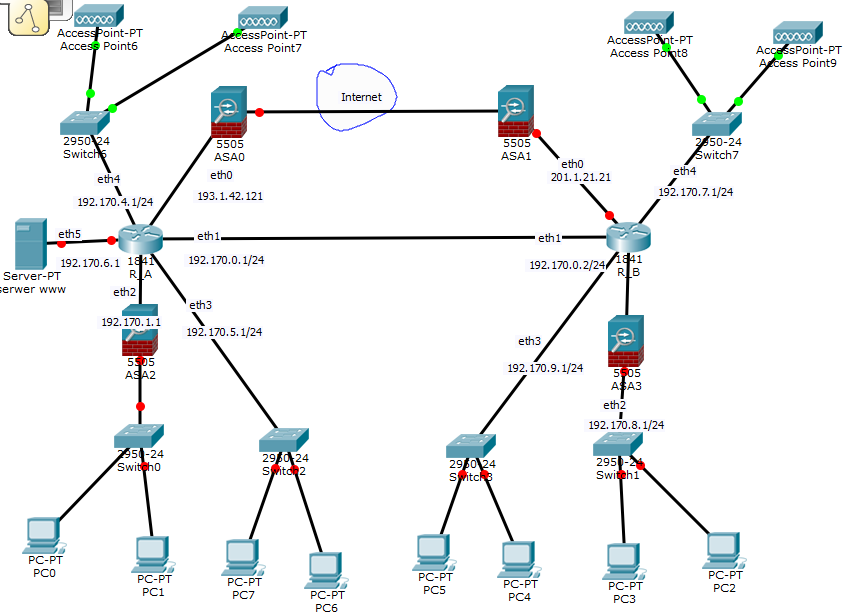 AccessPoint-PT
Access Point6
AccessPoint-PT
Access Point7
AccessPoint-PT
Access Point8
AccessPoint-PT
Access Point9
Internet
5505
ASA0
5505
ASA1
2950-24
Switch6
2950-24
Switch7
eth0
193.1.42.121
eth0
201.1.21.21
eth4
192.170.4.1/24
eth4
192.170.7.1/24
eth5
192.170.6.1
Server-PT
serwer www
1841
R_A
eth1
192.170.0.1/24
eth1
192.170.0.2/24
1841
R_B
eth2
192.170.1.1
5505
ASA2
eth3
192.170.5.1/24
eth3
192.170.9.1/24
5505
ASA3
eth2
192.170.8.1/24
2950-24
Switch0
2950-24
Switch2
2950-24
Switch3
2950-24
Switch1
PC-PT
PC0
PC-PT
PC1
PC-PT
PC7
PC-PT
PC6
PC-PT
PC5
PC-PT
PC4
PC-PT
PC3
PC-PT
PC2